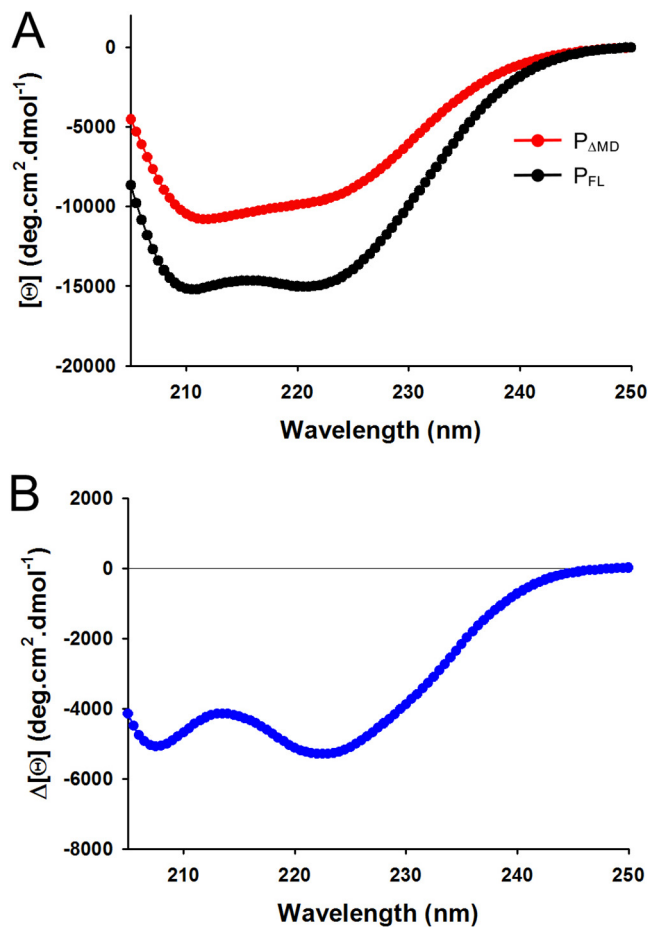 A
0
-5000
-10000
-15000
-20000
[Θ] (deg.cm².dmol⁻¹)
P∆MD
PFL
210 220 230 240 250
Wavelength (nm)
B
2000
0
-2000
-4000
-6000
-8000
Δ[Θ] (deg.cm².dmol⁻¹)
210 220 230 240 250
Wavelength (nm)